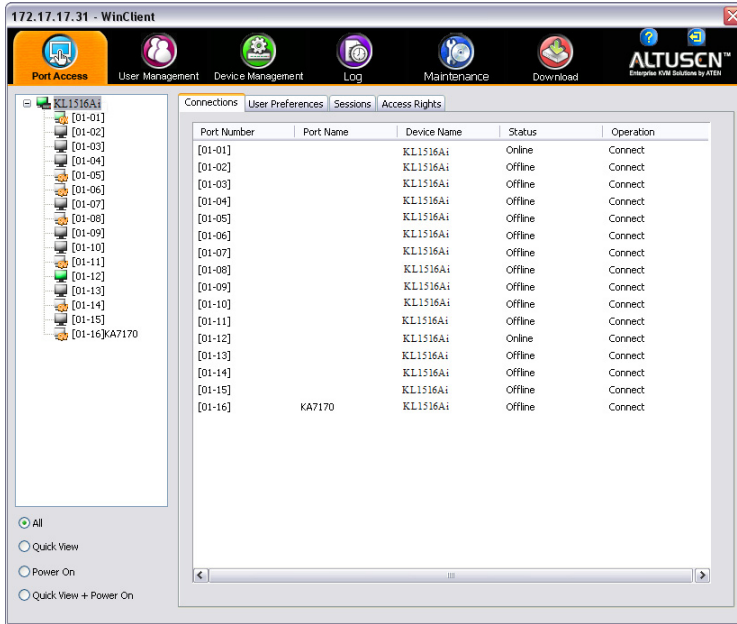 172.17.17.31 - WinClient
Port Access User Management Device Management Log Maintenance Download
ALTUSCN™
Enterprise KVM Solutions by ATEN
KL1516Ai
[01-01]
[01-02]
[01-03]
[01-04]
[01-05]
[01-06]
[01-07]
[01-08]
[01-09]
[01-10]
[01-11]
[01-12]
[01-13]
[01-14]
[01-15]
[01-16]KA7170
All
Quick View
Power On
Quick View + Power On
Connections User Preferences Sessions Access Rights
Port Number Port Name Device Name Status Operation
[01-01] KL1516Ai Online Connect
[01-02] KL1516Ai Offline Connect
[01-03] KL1516Ai Offline Connect
[01-04] KL1516Ai Offline Connect
[01-05] KL1516Ai Offline Connect
[01-06] KL1516Ai Offline Connect
[01-07] KL1516Ai Offline Connect
[01-08] KL1516Ai Offline Connect
[01-09] KL1516Ai Offline Connect
[01-10] KL1516Ai Offline Connect
[01-11] KL1516Ai Offline Connect
[01-12] KL1516Ai Online Connect
[01-13] KL1516Ai Offline Connect
[01-14] KL1516Ai Offline Connect
[01-15] KL1516Ai Offline Connect
[01-16] KA7170 KL1516Ai Offline Connect